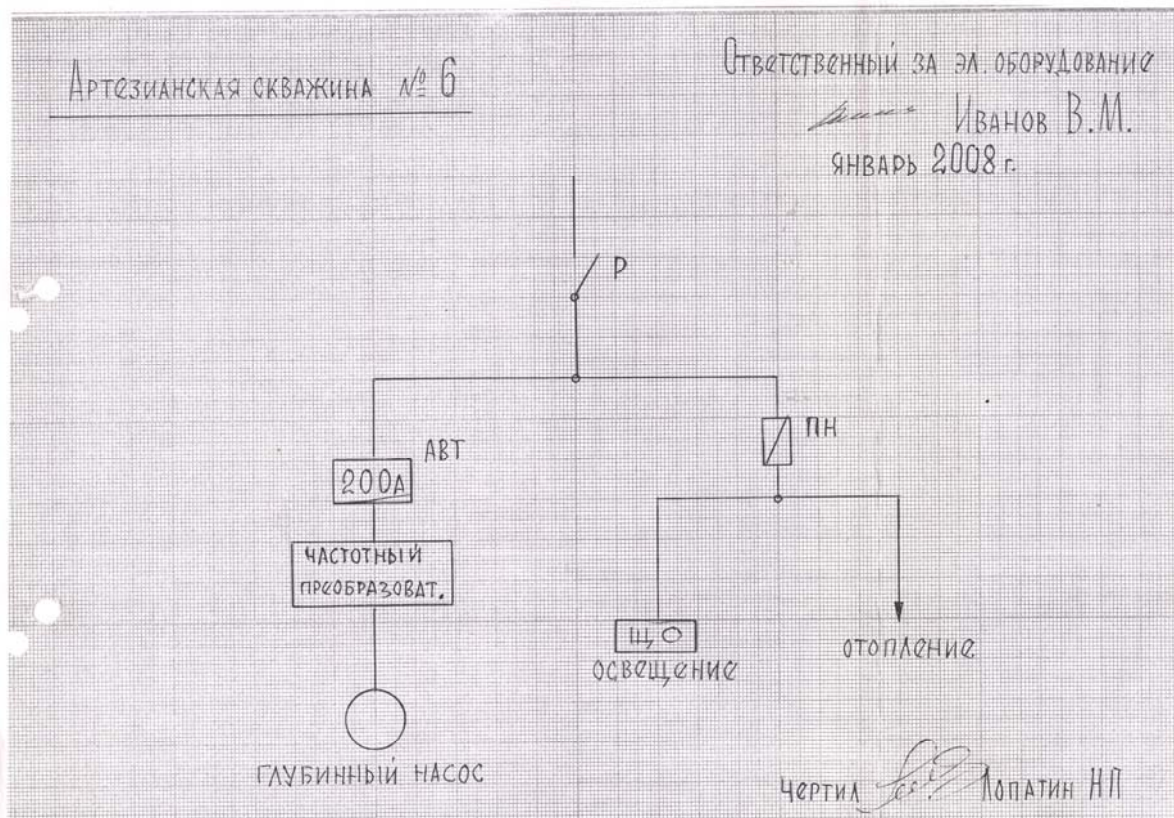 Артезианская скважина № 6
Ответственный за эл. оборудование
Иванов В.М.
январь 2008 г.
Р
АВТ
200А
ПН
частотный
преобразоват.
ЩО
освещение
отопление
глубинный насос
чертил Лопатин НП